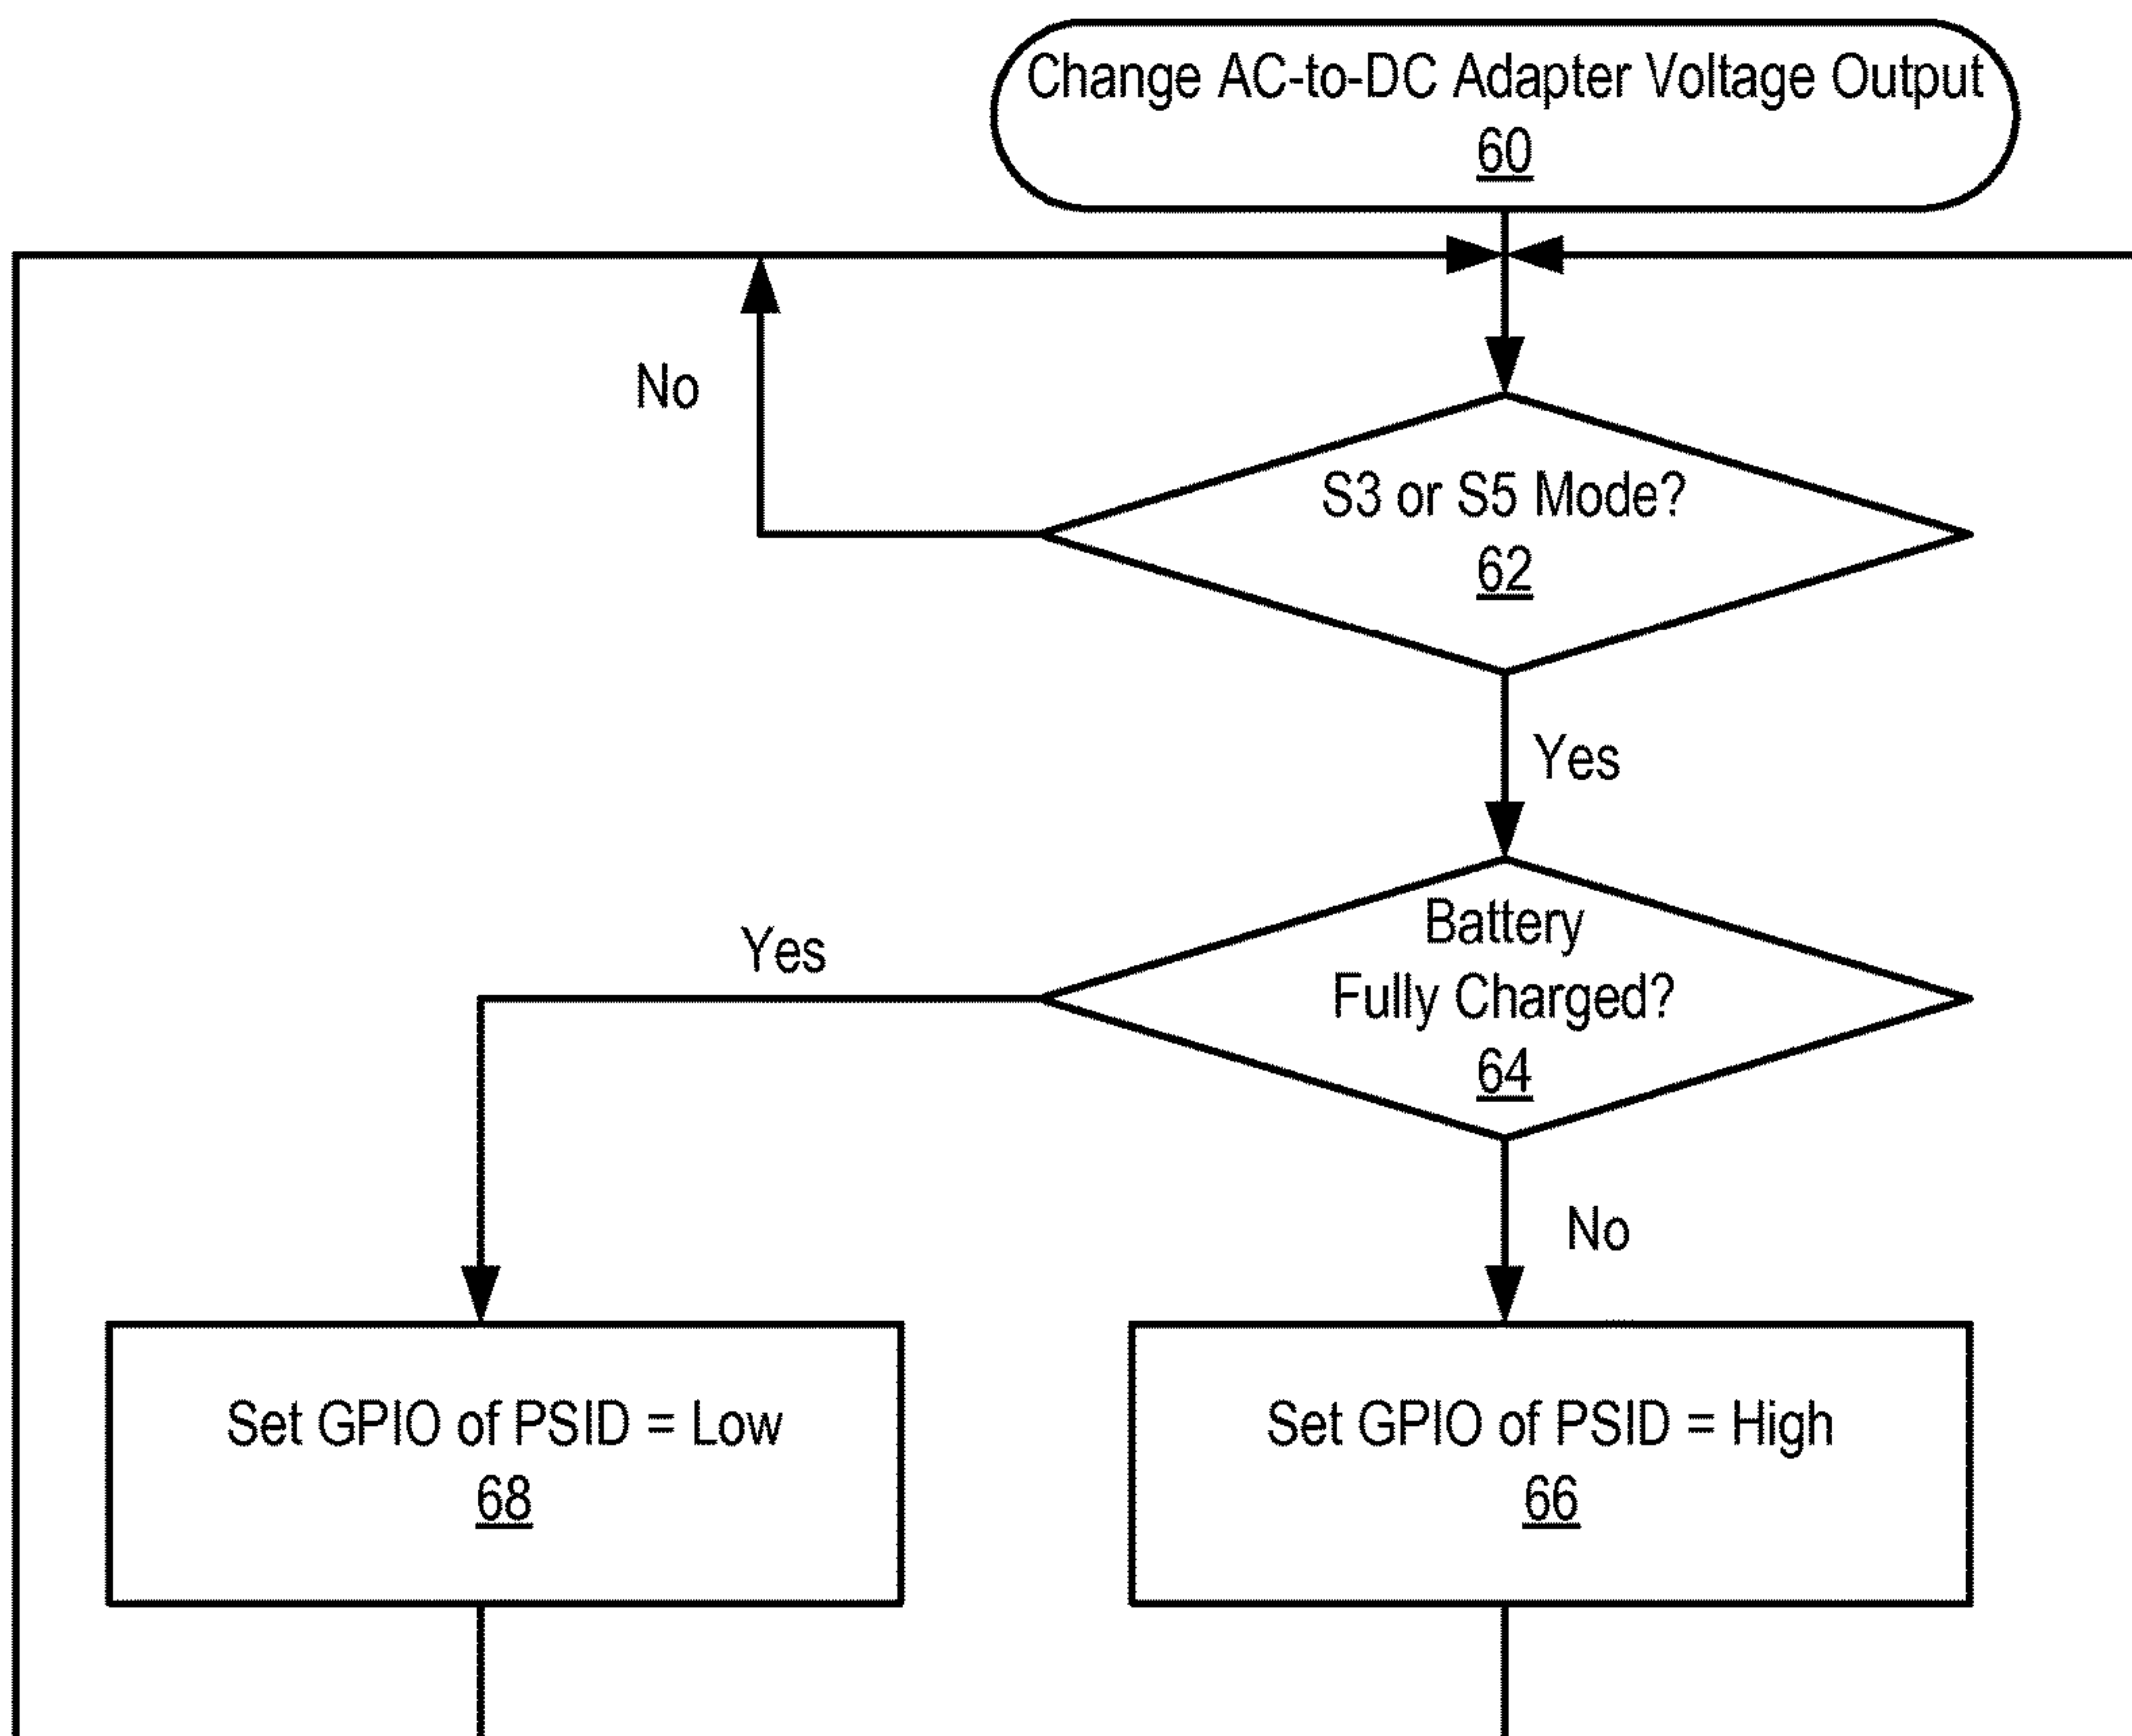 Change AC-to-DC Adapter Voltage Output
60
No
S3 or S5 Mode?
62
Yes
Battery
Fully Charged?
64
Yes
No
Set GPIO of PSID = Low
68
Set GPIO of PSID = High
66